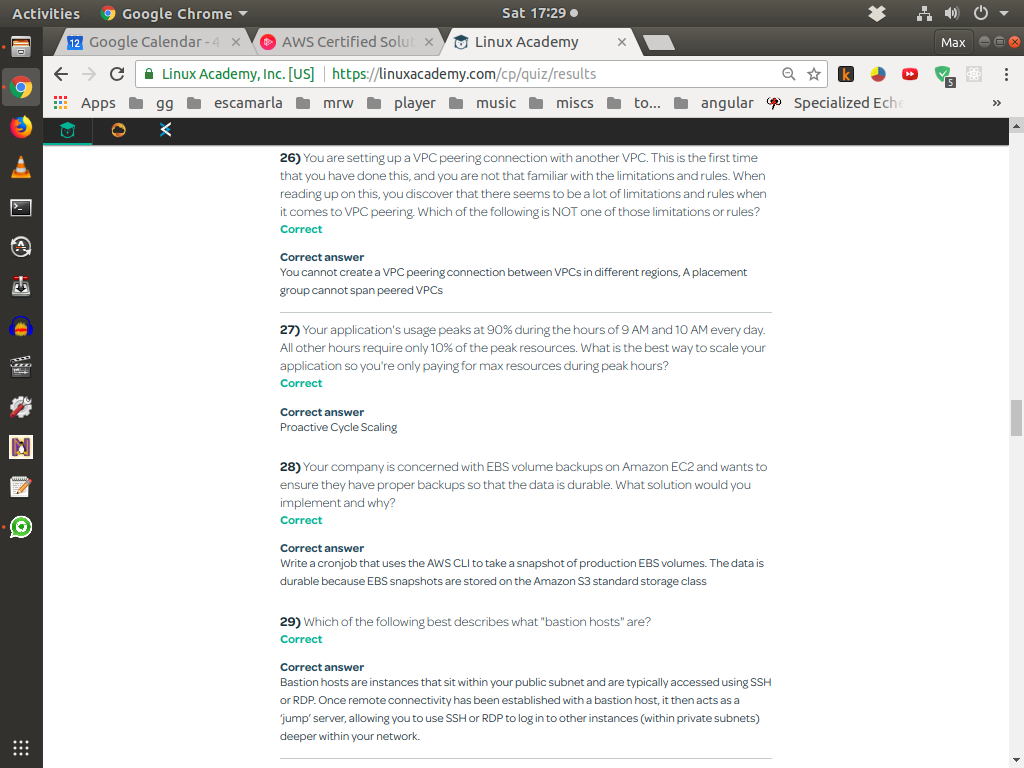 Activities Google Chrome Sat 17:29
Google Calendar - 4 AWS Certified Solut Linux Academy Max
Linux Academy, Inc. [US] https://linuxacademy.com/cp/quiz/results 5
Apps gg escamarla mrw player music miscs to... angular Specialized Eche »
26) You are setting up a VPC peering connection with another VPC. This is the first time
that you have done this, and you are not that familiar with the limitations and rules. When
reading up on this, you discover that there seems to be a lot of limitations and rules when
it comes to VPC peering. Which of the following is NOT one of those limitations or rules?
Correct
Correct answer
You cannot create a VPC peering connection between VPCs in different regions, A placement
group cannot span peered VPCs
27) Your application's usage peaks at 90% during the hours of 9 AM and 10 AM every day.
All other hours require only 10% of the peak resources. What is the best way to scale your
application so you're only paying for max resources during peak hours?
Correct
Correct answer
Proactive Cycle Scaling
28) Your company is concerned with EBS volume backups on Amazon EC2 and wants to
ensure they have proper backups so that the data is durable. What solution would you
implement and why?
Correct
Correct answer
Write a cronjob that uses the AWS CLI to take a snapshot of production EBS volumes. The data is
durable because EBS snapshots are stored on the Amazon S3 standard storage class
29) Which of the following best describes what "bastion hosts" are?
Correct
Correct answer
Bastion hosts are instances that sit within your public subnet and are typically accessed using SSH
or RDP. Once remote connectivity has been established with a bastion host, it then acts as a
‘jump’ server, allowing you to use SSH or RDP to log in to other instances (within private subnets)
deeper within your network.